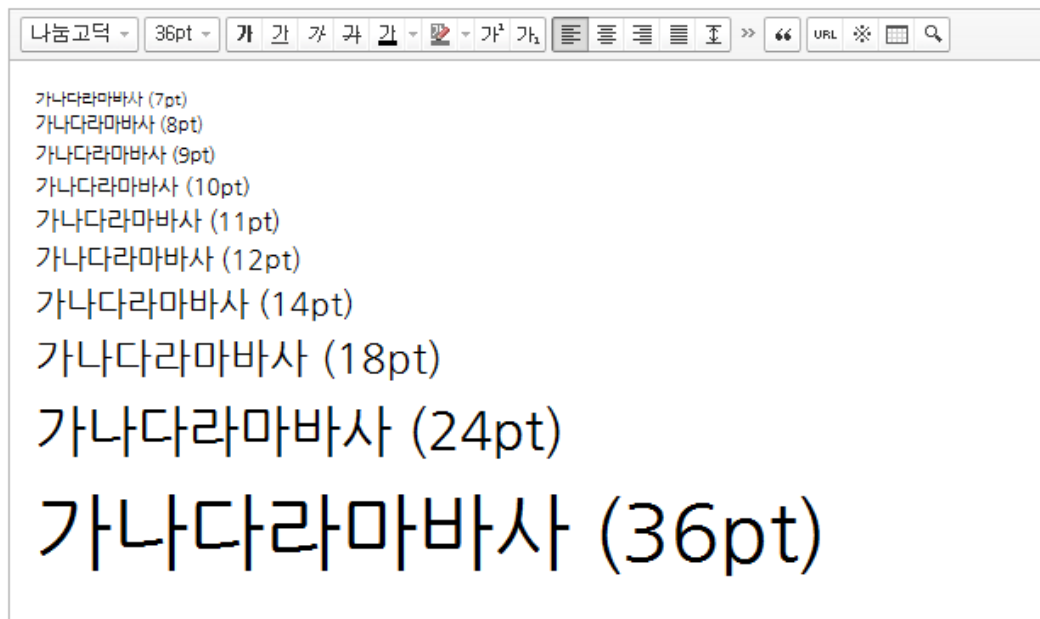 나눔고딕 36pt 가 가 가 가 가 가¹ 가₁ URL
가나다라마바사 (7pt)
가나다라마바사 (8pt)
가나다라마바사 (9pt)
가나다라마바사 (10pt)
가나다라마바사 (11pt)
가나다라마바사 (12pt)
가나다라마바사 (14pt)
가나다라마바사 (18pt)
가나다라마바사 (24pt)
가나다라마바사 (36pt)